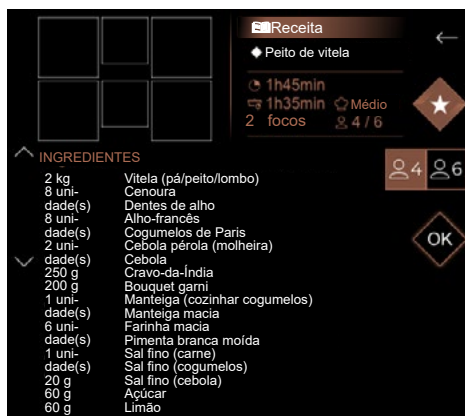 Receita
Peito de vitela
1h45min
1h35min Médio
2 focos 4 / 6
INGREDIENTES
4 6
2 kg Vitela (pá/peito/lombo)
8 uni- Cenoura
dade(s) Dentes de alho
8 uni- Alho-francês
dade(s) Cogumelos de Paris
2 uni- Cebola pérola (molheira)
dade(s) Cebola
250 g Cravo-da-Índia
200 g Bouquet garni
1 uni- Manteiga (cozinhar cogumelos)
dade(s) Manteiga macia
6 uni- Farinha macia
dade(s) Pimenta branca moída
1 uni- Sal fino (carne)
dade(s) Sal fino (cogumelos)
20 g Sal fino (cebola)
60 g Açúcar
60 g Limão
OK